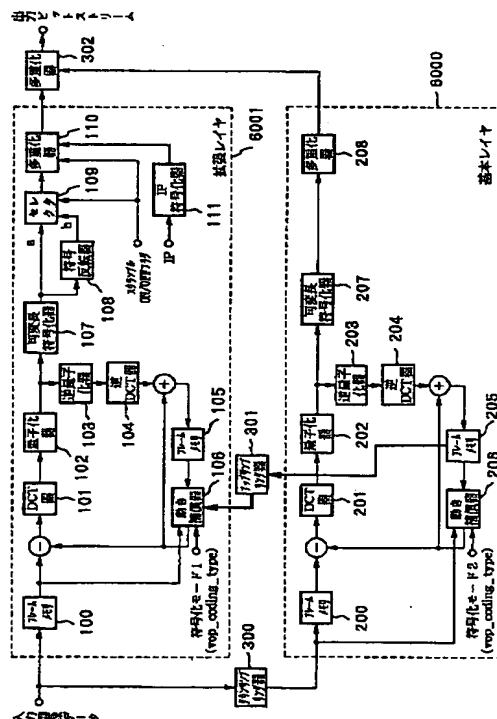 入力画像データ
100
フレームメモリ
101
DCT器
102
量子化器
103
逆量子化器
104
逆DCT器
105
フレームメモリ
106
動き補償器
符号化モード1
(vop_coding_type)
107
可変長符号化器
108
符号反転器
a
b
109
セレクタ
110
多重化器
スクランブル
ON/OFFフラグ
IP
IP符号化器
111
6001
拡張レイヤ
302
多重化器
出力ビットストリーム
300
ダウンサンプリング器
301
アップサンプリング器
200
フレームメモリ
201
DCT器
202
量子化器
203
逆量子化器
204
逆DCT器
205
フレームメモリ
206
動き補償器
符号化モード2
(vop_coding_type)
207
可変長符号化器
208
多重化器
6000
基本レイヤ